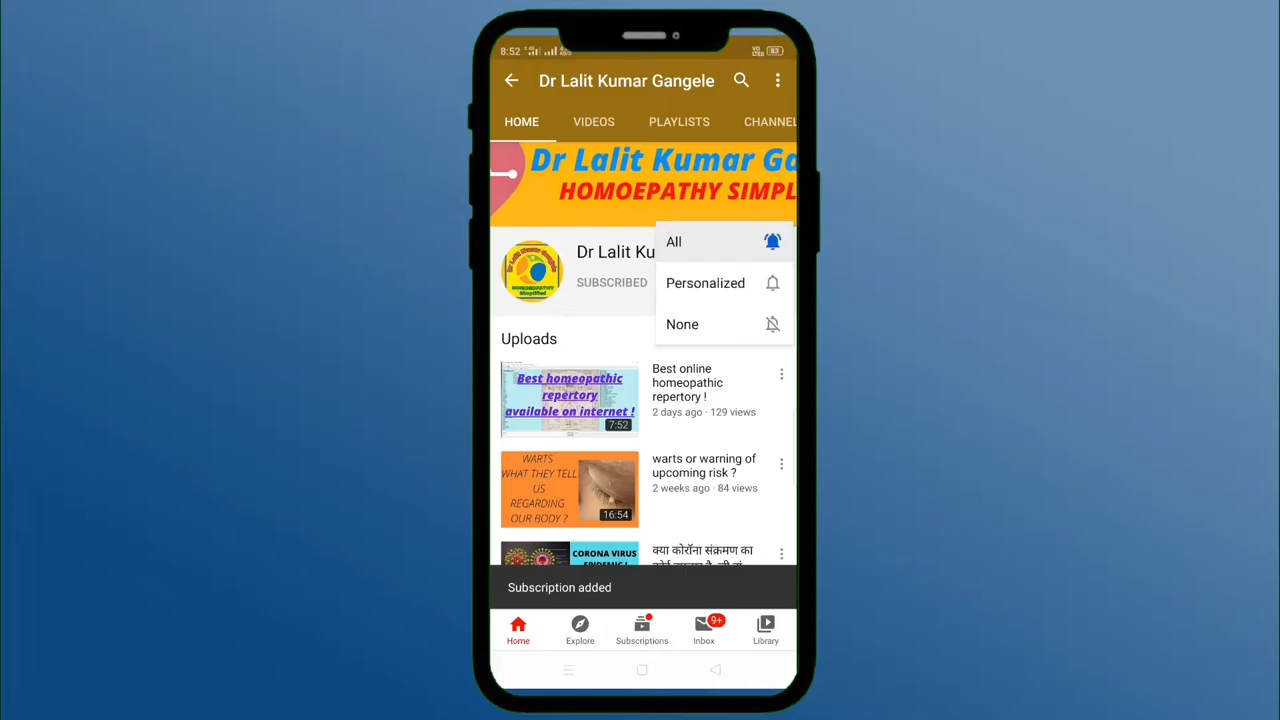 8:52
83
Dr Lalit Kumar Gangele
HOME VIDEOS PLAYLISTS CHANNEL
Dr Lalit Kumar Ga
HOMOEPATHY SIMPL
All
Dr Lalit Ku
SUBSCRIBED
Personalized
None
Uploads
Best homeopathic
repertory
available on internet !
7:52
Best online
homeopathic
repertory !
2 days ago · 129 views
WARTS
WHAT THEY TELL
US
REGARDING
OUR BODY ?
16:54
warts or warning of
upcoming risk ?
2 weeks ago · 84 views
CORONA VIRUS
क्या कोरॉना संक्रमण का
Subscription added
9+
Home Explore Subscriptions Inbox Library